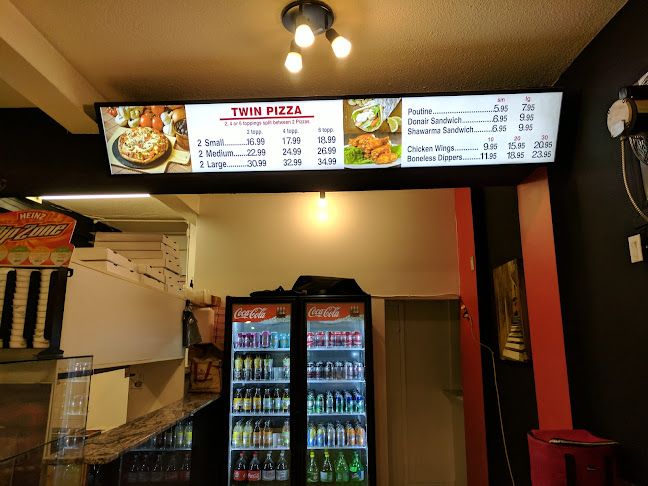 TWIN PIZZA
2, 4 or 6 toppings split between 2 Pizzas
2 topp. 4 topp. 6 topp.
2 Small........16.99 17.99 18.99
2 Medium.......22.99 24.99 26.99
2 Large........30.99 32.99 34.99
sm lg
Poutine........................5.95 7.95
Donair Sandwich...........6.95 9.95
Shawarma Sandwich....6.95 9.95
10 20 30
Chicken Wings 9.95 15.95 20.95
Boneless Dippers........11.95 18.95 23.95
HEINZ
Coca-Cola
Coca-Cola